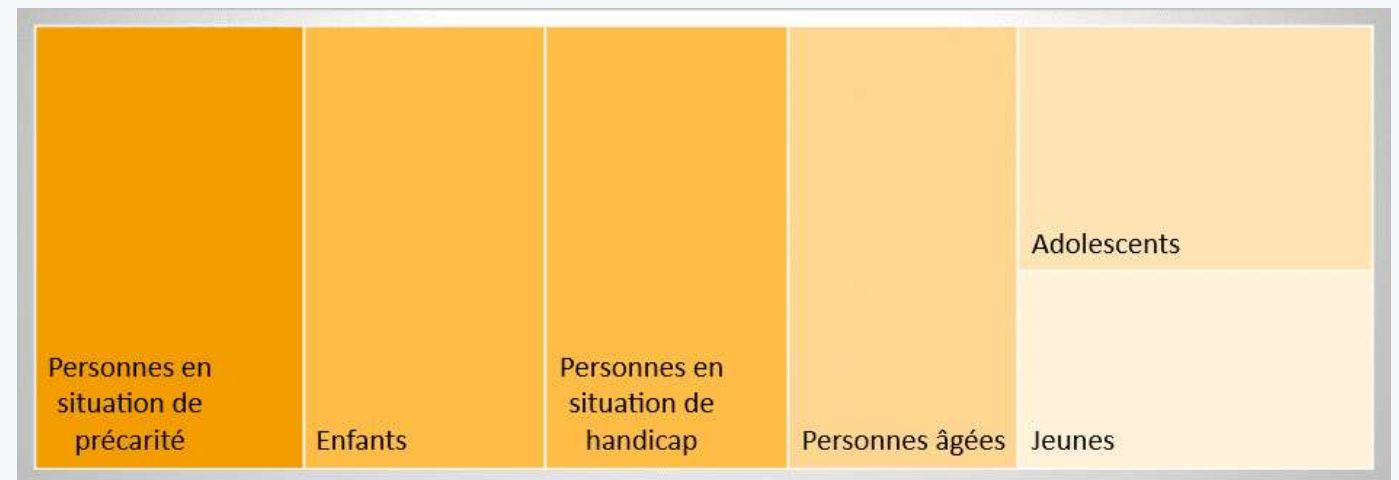 Personnes en
situation de
précarité
Enfants
Personnes en
situation de
handicap
Personnes âgées
Adolescents
Jeunes